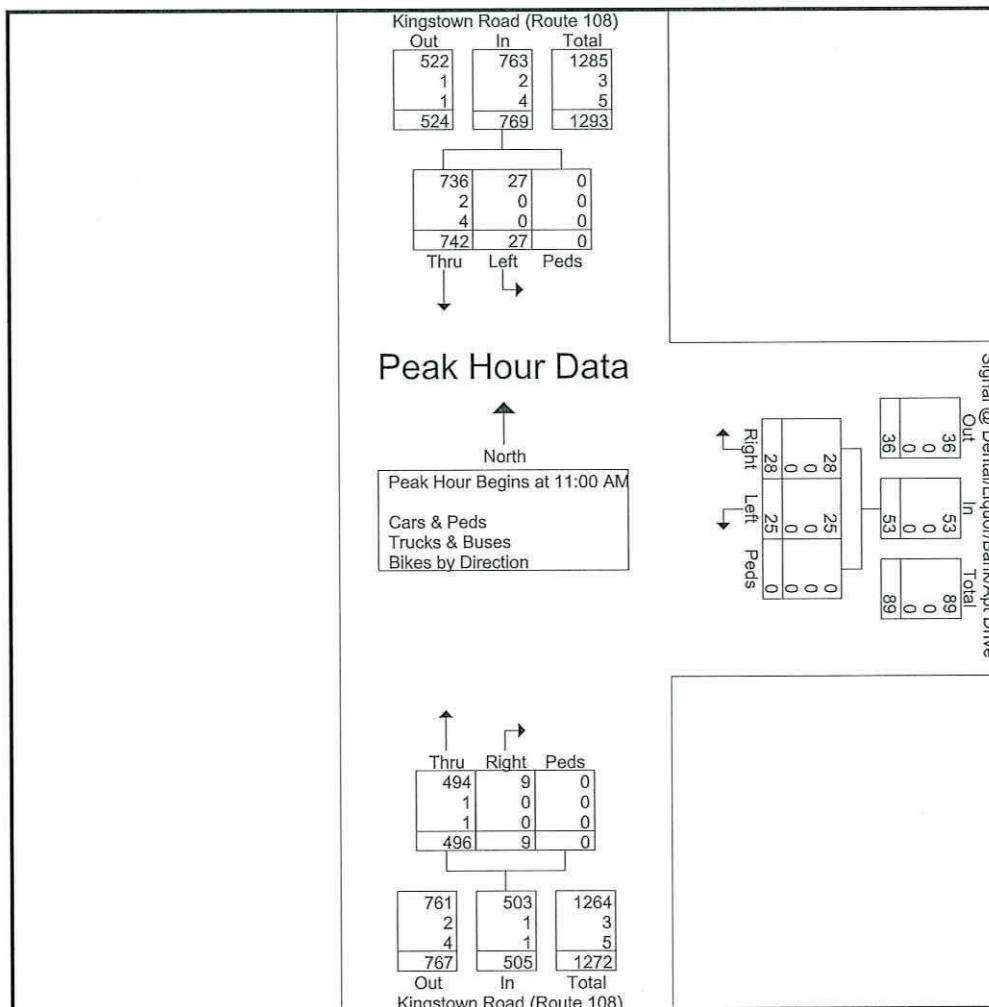 Kingstown Road (Route 108)
Out In Total
522 763 1285
1 2 3
1 4 5
524 769 1293
736 27 0
2 0 0
4 0 0
742 27 0
Thru Left Peds
Peak Hour Data
North
Peak Hour Begins at 11:00 AM
Cars & Peds
Trucks & Buses
Bikes by Direction
Signal @ Dental/Liquor/Bank/Apt Drive
Out In Total
36 53 89
0 0 0
0 0 0
36 53 89
28 25 0
0 0 0
0 0 0
28 25 0
Right Left Peds
Thru Right Peds
494 9 0
1 0 0
1 0 0
496 9 0
761 503 1264
2 1 3
4 1 5
767 505 1272
Out In Total
Kingstown Road (Route 108)